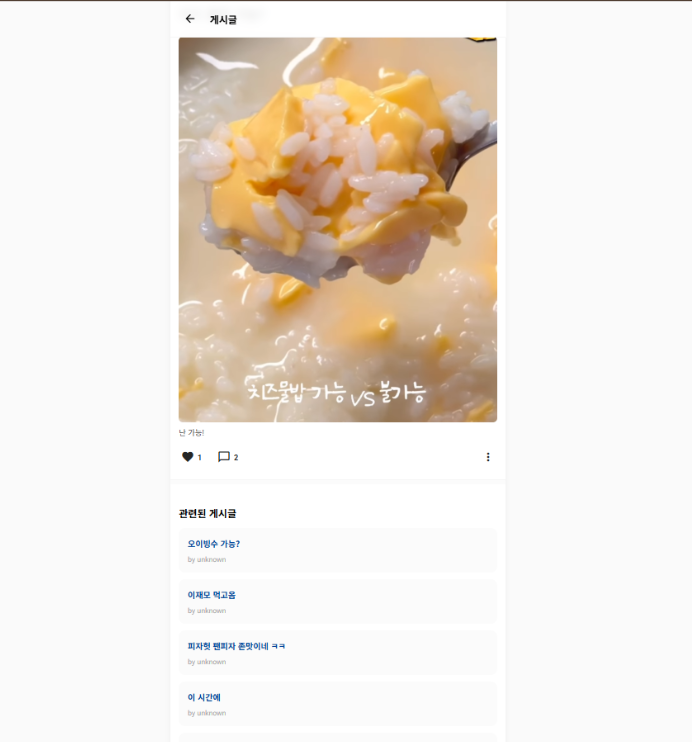 게시글
치즈물밥 가능 VS 불가능
난 가능!
1
2
관련된 게시글
오이빙수 가능?
by unknown
이재모 먹고옴
by unknown
피자헛 팬피자 존맛이네 ㅋㅋ
by unknown
이 시간에
by unknown